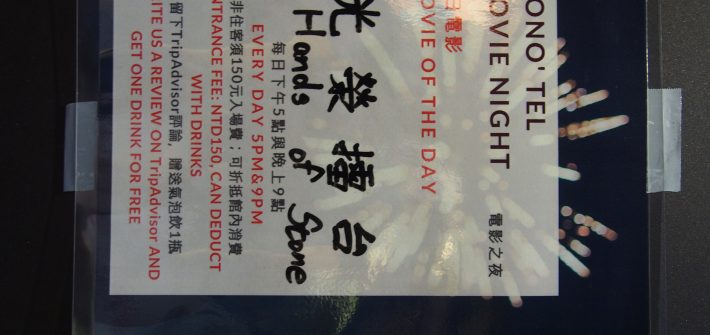 ONO' TEL
OVIE NIGHT
電影之夜
日電影
OVIE OF THE DAY
光榮擂台
Hands of Stone
每日下午5點與晚上9點
EVERY DAY 5PM&9PM
非住客須150元入場費；可折抵館內消費
NTRANCE FEE: NTD150, CAN DEDUCT
WITH DRINKS
留下TripAdvisor評論，贈送氣泡飲1瓶
ITE US A REVIEW ON TripAdvisor AND
GET ONE DRINK FOR FREE